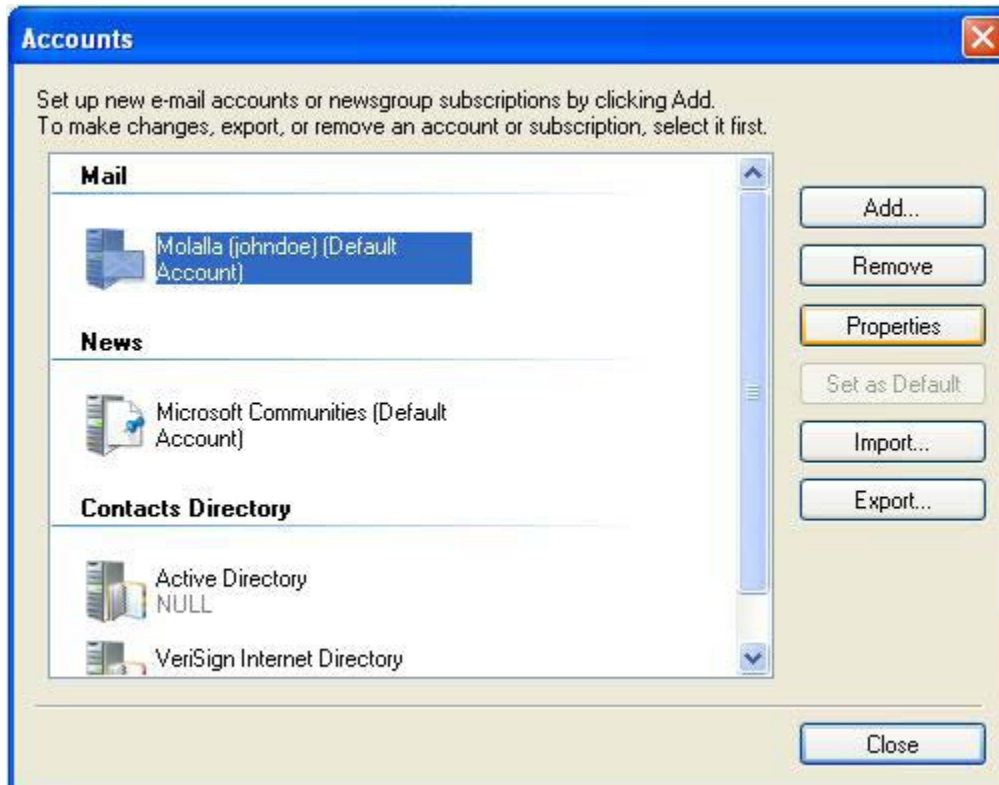 Accounts
Set up new e-mail accounts or newsgroup subscriptions by clicking Add.
To make changes, export, or remove an account or subscription, select it first.
Mail
Molalla (johndoe) (Default
Account)
News
Microsoft Communities (Default
Account)
Contacts Directory
Active Directory
NULL
VeriSign Internet Directory
Add...
Remove
Properties
Set as Default
Import...
Export...
Close